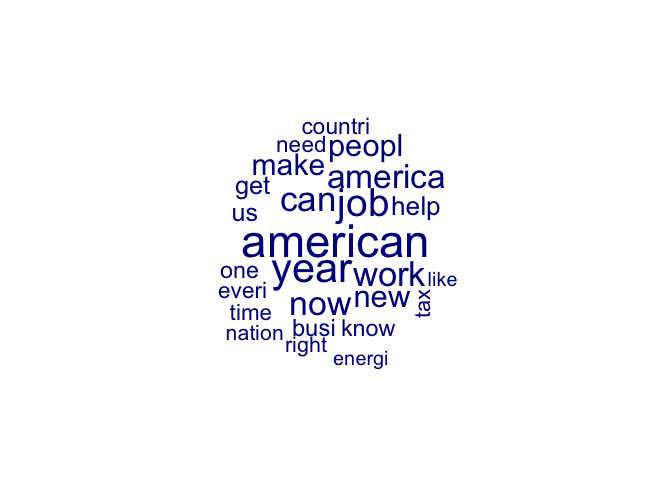 countri
need peopl
make america
get can job help
us
american
one year work like
everi now new tax
time
nation busi know
right
energi